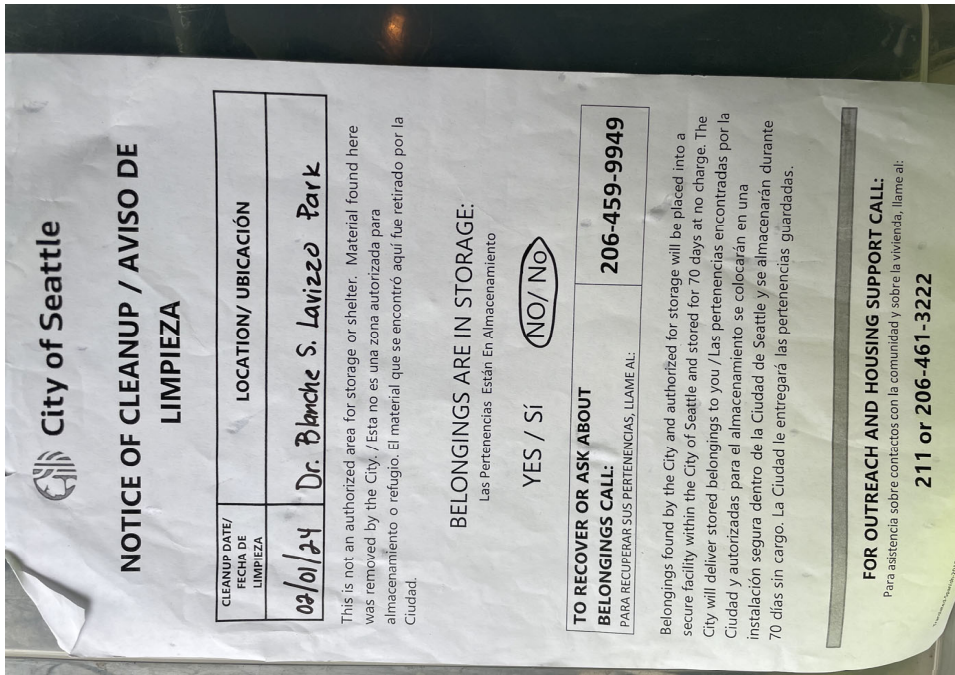 City of Seattle
NOTICE OF CLEANUP / AVISO DE
LIMPIEZA
CLEANUP DATE/
FECHA DE
LIMPIEZA
LOCATION/ UBICACIÓN
02/01/24
Dr. Blanche S. Lavizzo Park
This is not an authorized area for storage or shelter. Material found here
was removed by the City. / Esta no es una zona autorizada para
almacenamiento o refugio. El material que se encontró aquí fue retirado por la
Ciudad.
BELONGINGS ARE IN STORAGE:
Las Pertenencias Están En Almacenamiento
YES / Sí NO/ No
TO RECOVER OR ASK ABOUT
BELONGINGS CALL:
PARA RECUPERAR SUS PERTENENCIAS, LLAME AL:
206-459-9949
Belongings found by the City and authorized for storage will be placed into a
secure facility within the City of Seattle and stored for 70 days at no charge. The
City will deliver stored belongings to you / Las pertenencias encontradas por la
Ciudad y autorizadas para el almacenamiento se colocarán en una
instalación segura dentro de la Ciudad de Seattle y se almacenarán durante
70 días sin cargo. La Ciudad le entregará las pertenencias guardadas.
FOR OUTREACH AND HOUSING SUPPORT CALL:
Para asistencia sobre contactos con la comunidad y sobre la vivienda, llame al:
211 or 206-461-3222